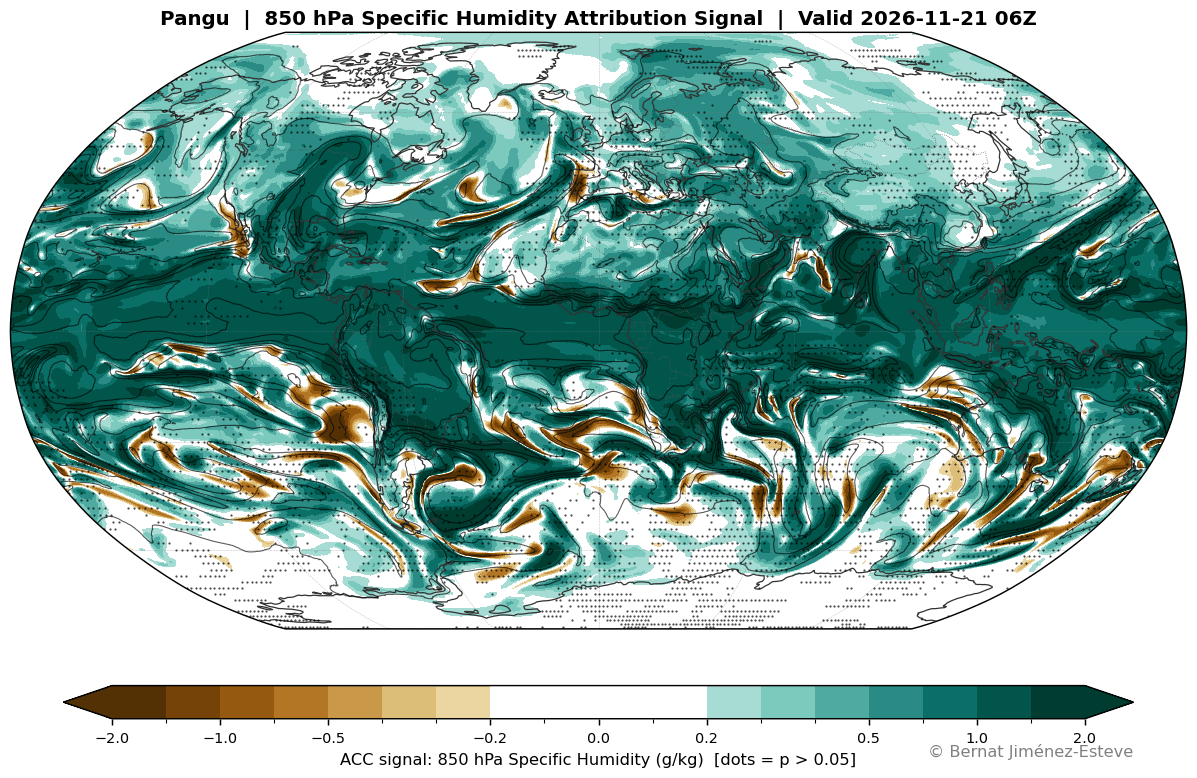 Pangu | 850 hPa Specific Humidity Attribution Signal | Valid 2026-11-21 06Z
−2.0 −1.0 −0.5 −0.2 0.0 0.2 0.5 1.0 2.0
ACC signal: 850 hPa Specific Humidity (g/kg) [dots = p > 0.05]
© Bernat Jiménez-Esteve